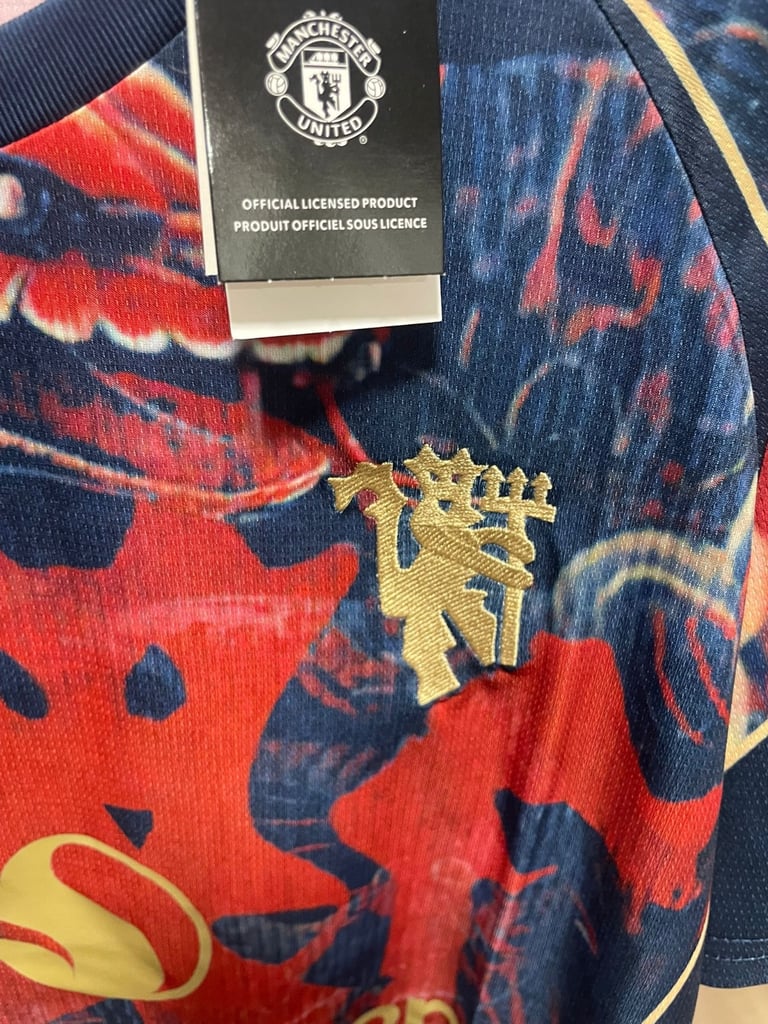 MANCHESTER
UNITED
®
OFFICIAL LICENSED PRODUCT
PRODUIT OFFICIEL SOUS LICENCE